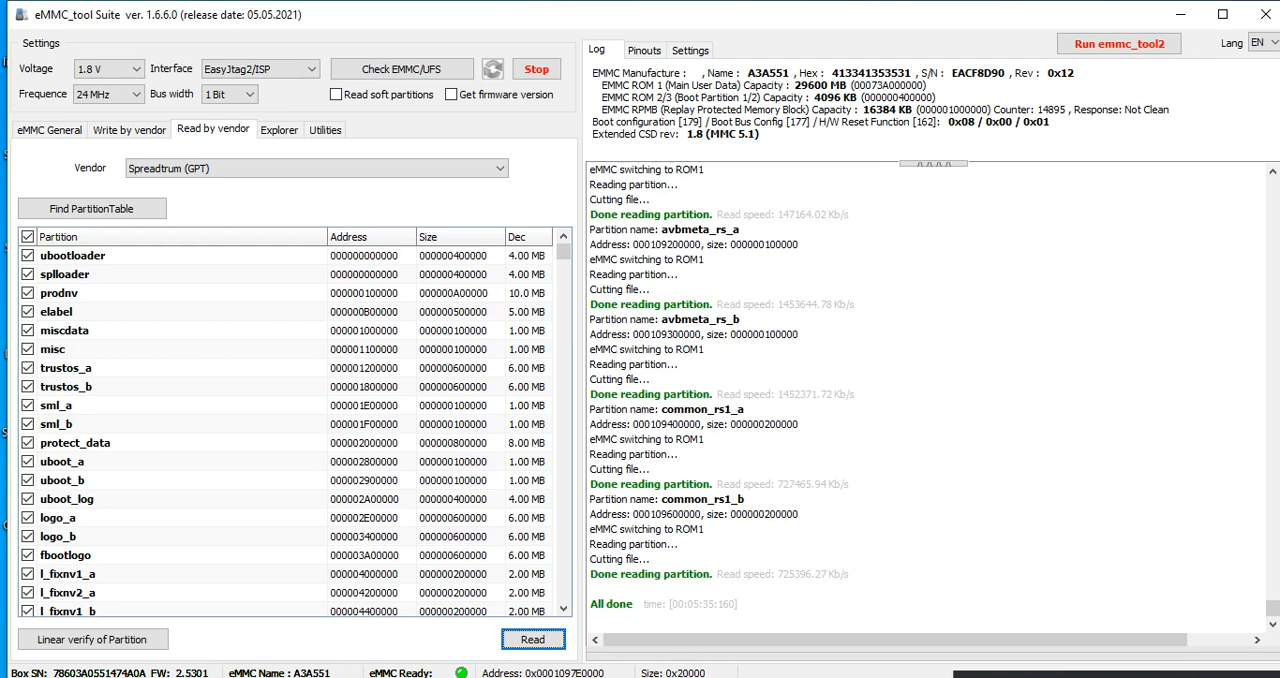 eMMC_tool Suite ver. 1.6.6.0 (release date: 05.05.2021)
Settings
Voltage 1.8 V Interface EasyJtag2/ISP Check EMMC/UFS Stop
Frequence 24 MHz Bus width 1 Bit Read soft partitions Get firmware version
eMMC General Write by vendor Read by vendor Explorer Utilities
Vendor Spreadtrum (GPT)
Find PartitionTable
Partition Address Size Dec
ubootloader 000000000000 000000400000 4.00 MB
splloader 000000000000 000000400000 4.00 MB
prodnv 000000100000 000000A00000 10.0 MB
elabel 000000B00000 000000500000 5.00 MB
miscdata 000001000000 000000100000 1.00 MB
misc 000001100000 000000100000 1.00 MB
trustos_a 000001200000 000000600000 6.00 MB
trustos_b 000001800000 000000600000 6.00 MB
sml_a 000001E00000 000000100000 1.00 MB
sml_b 000001F00000 000000100000 1.00 MB
protect_data 000002000000 000000800000 8.00 MB
uboot_a 000002800000 000000100000 1.00 MB
uboot_b 000002900000 000000100000 1.00 MB
uboot_log 000002A00000 000000400000 4.00 MB
logo_a 000002E00000 000000600000 6.00 MB
logo_b 000003400000 000000600000 6.00 MB
fbootlogo 000003A00000 000000600000 6.00 MB
l_fixnv1_a 000004000000 000000200000 2.00 MB
l_fixnv2_a 000004200000 000000200000 2.00 MB
l_fixnv1_b 000004400000 000000200000 2.00 MB
Linear verify of Partition Read
Log Pinouts Settings Run emmc_tool2 Lang EN
EMMC Manufacture : , Name : A3A551 , Hex : 413341353531 , S/N : EACF8D90 , Rev : 0x12
EMMC ROM 1 (Main User Data) Capacity : 29600 MB (00073A000000)
EMMC ROM 2/3 (Boot Partition 1/2) Capacity : 4096 KB (000000400000)
EMMC RPMB (Replay Protected Memory Block) Capacity : 16384 KB (000001000000) Counter: 14895 , Response: Not Clean
Boot configuration [179] / Boot Bus Config [177] / H/W Reset Function [162]: 0x08 / 0x00 / 0x01
Extended CSD rev: 1.8 (MMC 5.1)
eMMC switching to ROM1
Reading partition...
Cutting file...
Done reading partition. Read speed: 147164.02 Kb/s
Partition name: avbmeta_rs_a
Address: 000109200000, size: 000000100000
eMMC switching to ROM1
Reading partition...
Cutting file...
Done reading partition. Read speed: 1453644.78 Kb/s
Partition name: avbmeta_rs_b
Address: 000109300000, size: 000000100000
eMMC switching to ROM1
Reading partition...
Cutting file...
Done reading partition. Read speed: 1452371.72 Kb/s
Partition name: common_rs1_a
Address: 000109400000, size: 000000200000
eMMC switching to ROM1
Reading partition...
Cutting file...
Done reading partition. Read speed: 727465.94 Kb/s
Partition name: common_rs1_b
Address: 000109600000, size: 000000200000
eMMC switching to ROM1
Reading partition...
Cutting file...
Done reading partition. Read speed: 725396.27 Kb/s
All done time: [00:05:35:160]
Box SN: 78603A0551474A0A FW: 2.5301 eMMC Name : A3A551 eMMC Ready: Address: 0x0001097E0000 Size: 0x20000